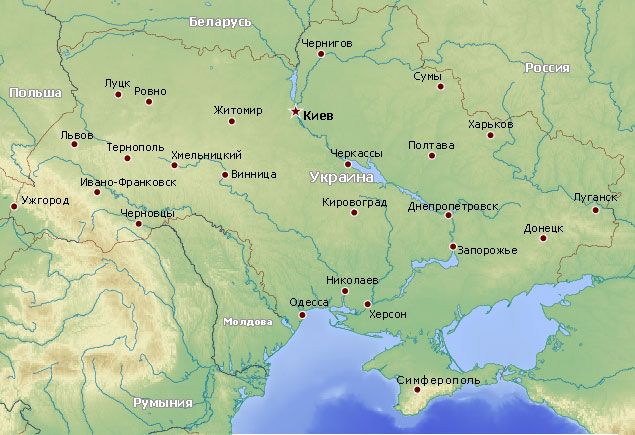 Беларусь
Чернигов
Россия
Сумы
Луцк
Польша
Ровно
Житомир
Киев
Харьков
Львов
Тернополь
Хмельницкий
Черкассы
Полтава
Винница
Украина
Ивано-Франковск
Ужгород
Кировоград
Днепропетровск
Луганск
Черновцы
Донецк
Запорожье
Николаев
Одесса
Херсон
Молдова
Симферополь
Румыния